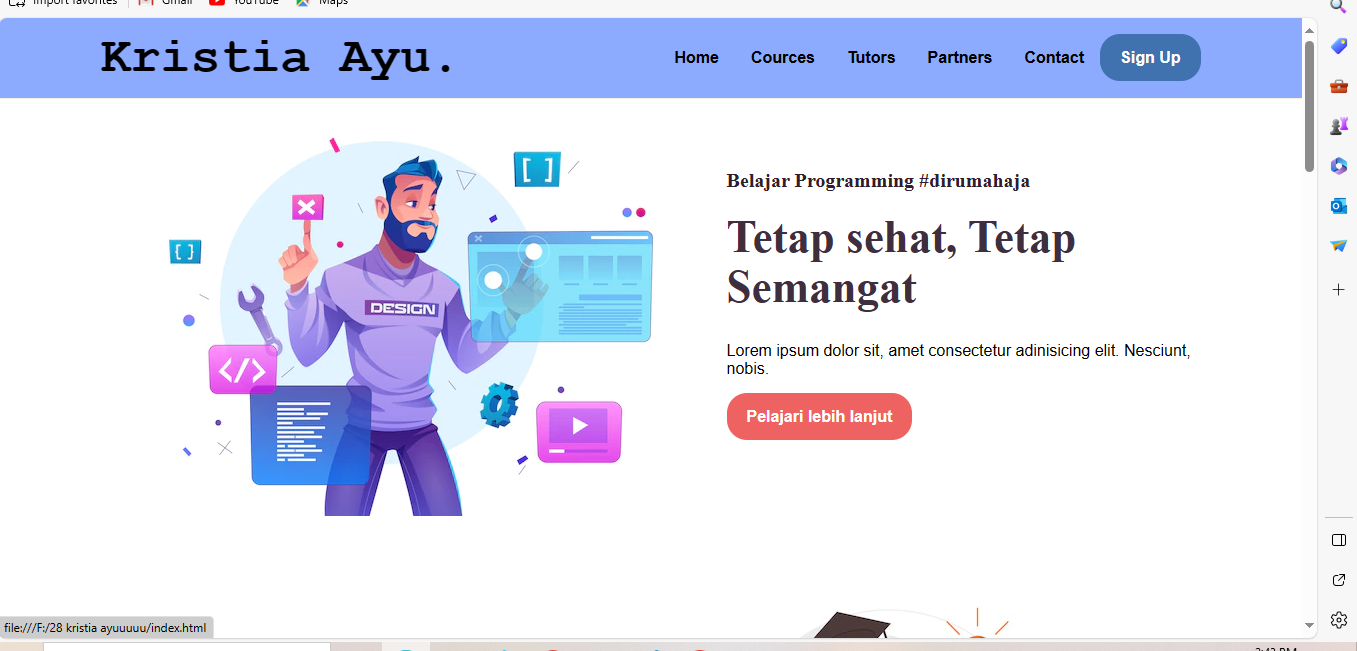 Import favorites Gmail YouTube Maps
Kristia Ayu.
Home Cources Tutors Partners Contact Sign Up
[ ]
[ ]
DESIGN
</>
Belajar Programming #dirumahaja
Tetap sehat, Tetap
Semangat
Lorem ipsum dolor sit, amet consectetur adinisicing elit. Nesciunt,
nobis.
Pelajari lebih lanjut
file:///F:/28 kristia ayuuuuu/index.html